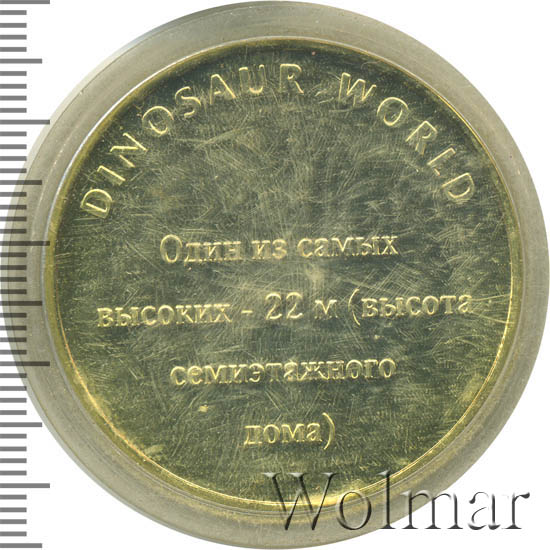 DINOSAUR WORLD
Один из самых
высоких - 22 м (высота
семиэтажного
дома)
Wolmar